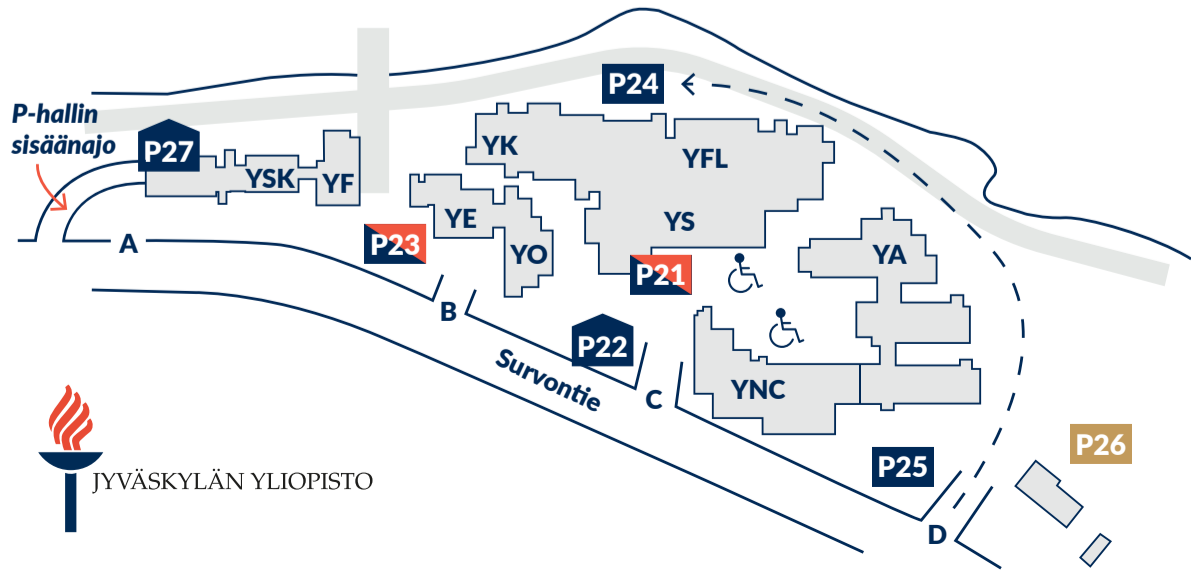 P24
P-hallin
sisäänajo
P27
YSK
YF
YK
YFL
YE
YS
A
P23
YO
YA
P21
B
P22
Survontie
C
YNC
P26
P25
JYVÄSKYLÄN YLIOPISTO
D